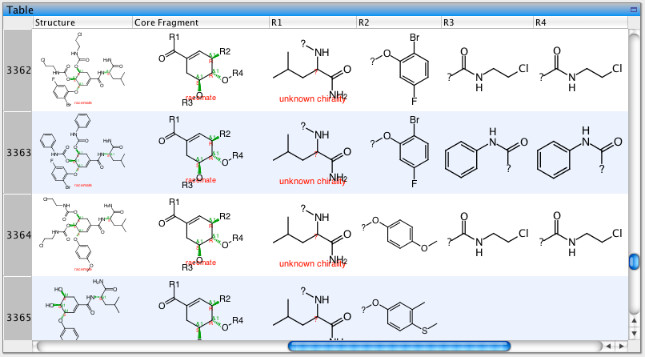 Table
Structure Core Fragment R1 R2 R3 R4
3362
R1
R2
R4
O
R3
racemate
O
?
NH
O
NH2
unknown chirality
Br
O
?
F
O
?
O
N
H
Cl
O
?
O
N
H
Cl
3363
R1
R2
R4
O
R3
racemate
O
?
NH
O
NH2
unknown chirality
Br
O
?
F
H
N
O
?
H
N
O
?
3364
R1
R2
R4
O
R3
racemate
O
?
NH
O
NH2
unknown chirality
?
O
O
O
?
N
H
Cl
O
?
N
H
Cl
3365
R1
R2
R4
O
O
?
NH
O
?
O
S